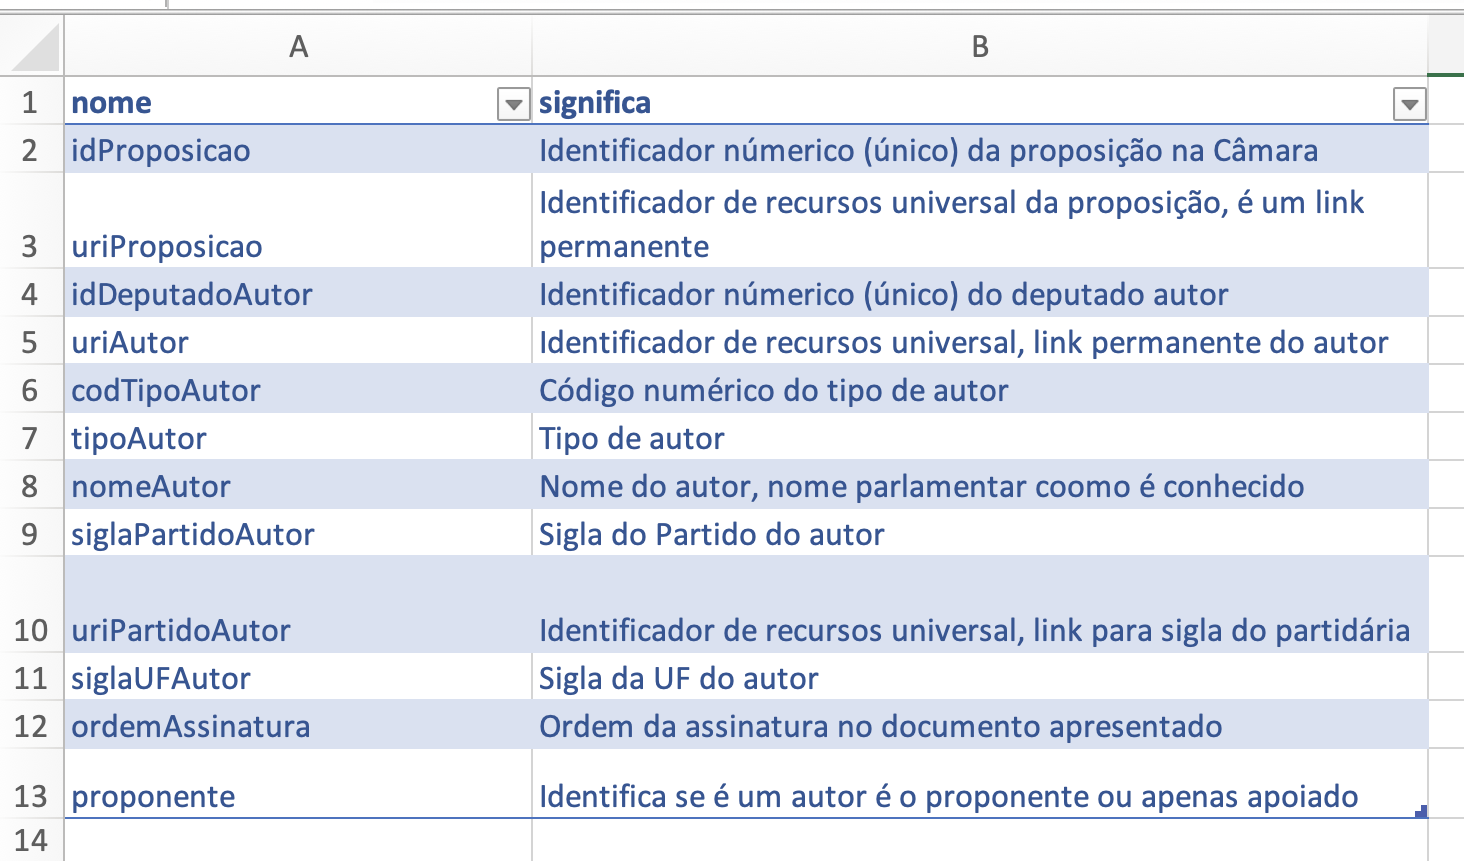 A B
1 nome significa
2 idProposicao Identificador númerico (único) da proposição na Câmara
Identificador de recursos universal da proposição, é um link
3 uriProposicao permanente
4 idDeputadoAutor Identificador númerico (único) do deputado autor
5 uriAutor Identificador de recursos universal, link permanente do autor
6 codTipoAutor Código numérico do tipo de autor
7 tipoAutor Tipo de autor
8 nomeAutor Nome do autor, nome parlamentar coomo é conhecido
9 siglaPartidoAutor Sigla do Partido do autor
10 uriPartidoAutor Identificador de recursos universal, link para sigla do partidária
11 siglaUFAutor Sigla da UF do autor
12 ordemAssinatura Ordem da assinatura no documento apresentado
13 proponente Identifica se é um autor é o proponente ou apenas apoiado
14